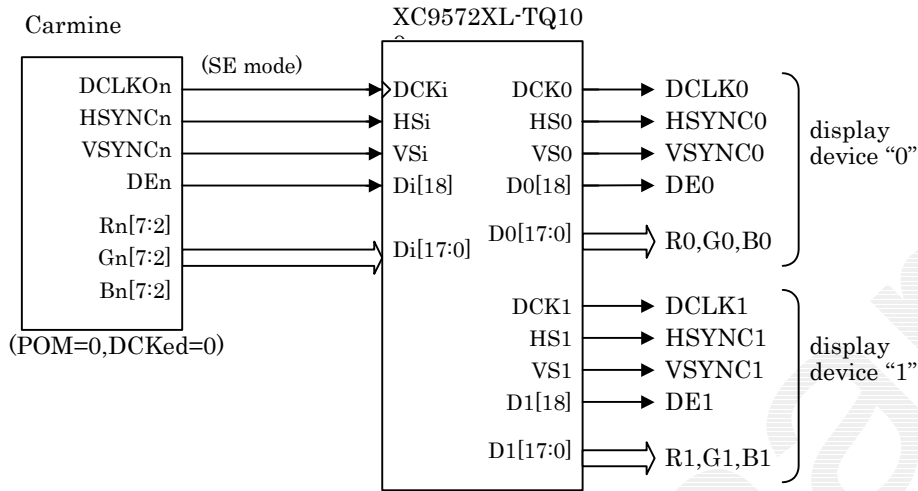 Carmine
XC9572XL-TQ10
(SE mode)
DCLKOn
HSYNCn
VSYNCn
DEn
Rn[7:2]
Gn[7:2]
Bn[7:2]
(POM=0,DCKed=0)
DCKi
HSi
VSi
Di[18]
Di[17:0]
DCK0
HS0
VS0
D0[18]
D0[17:0]
DCK1
HS1
VS1
D1[18]
D1[17:0]
DCLK0
HSYNC0
VSYNC0
DE0
R0,G0,B0
display
device “0”
DCLK1
HSYNC1
VSYNC1
DE1
R1,G1,B1
display
device “1”